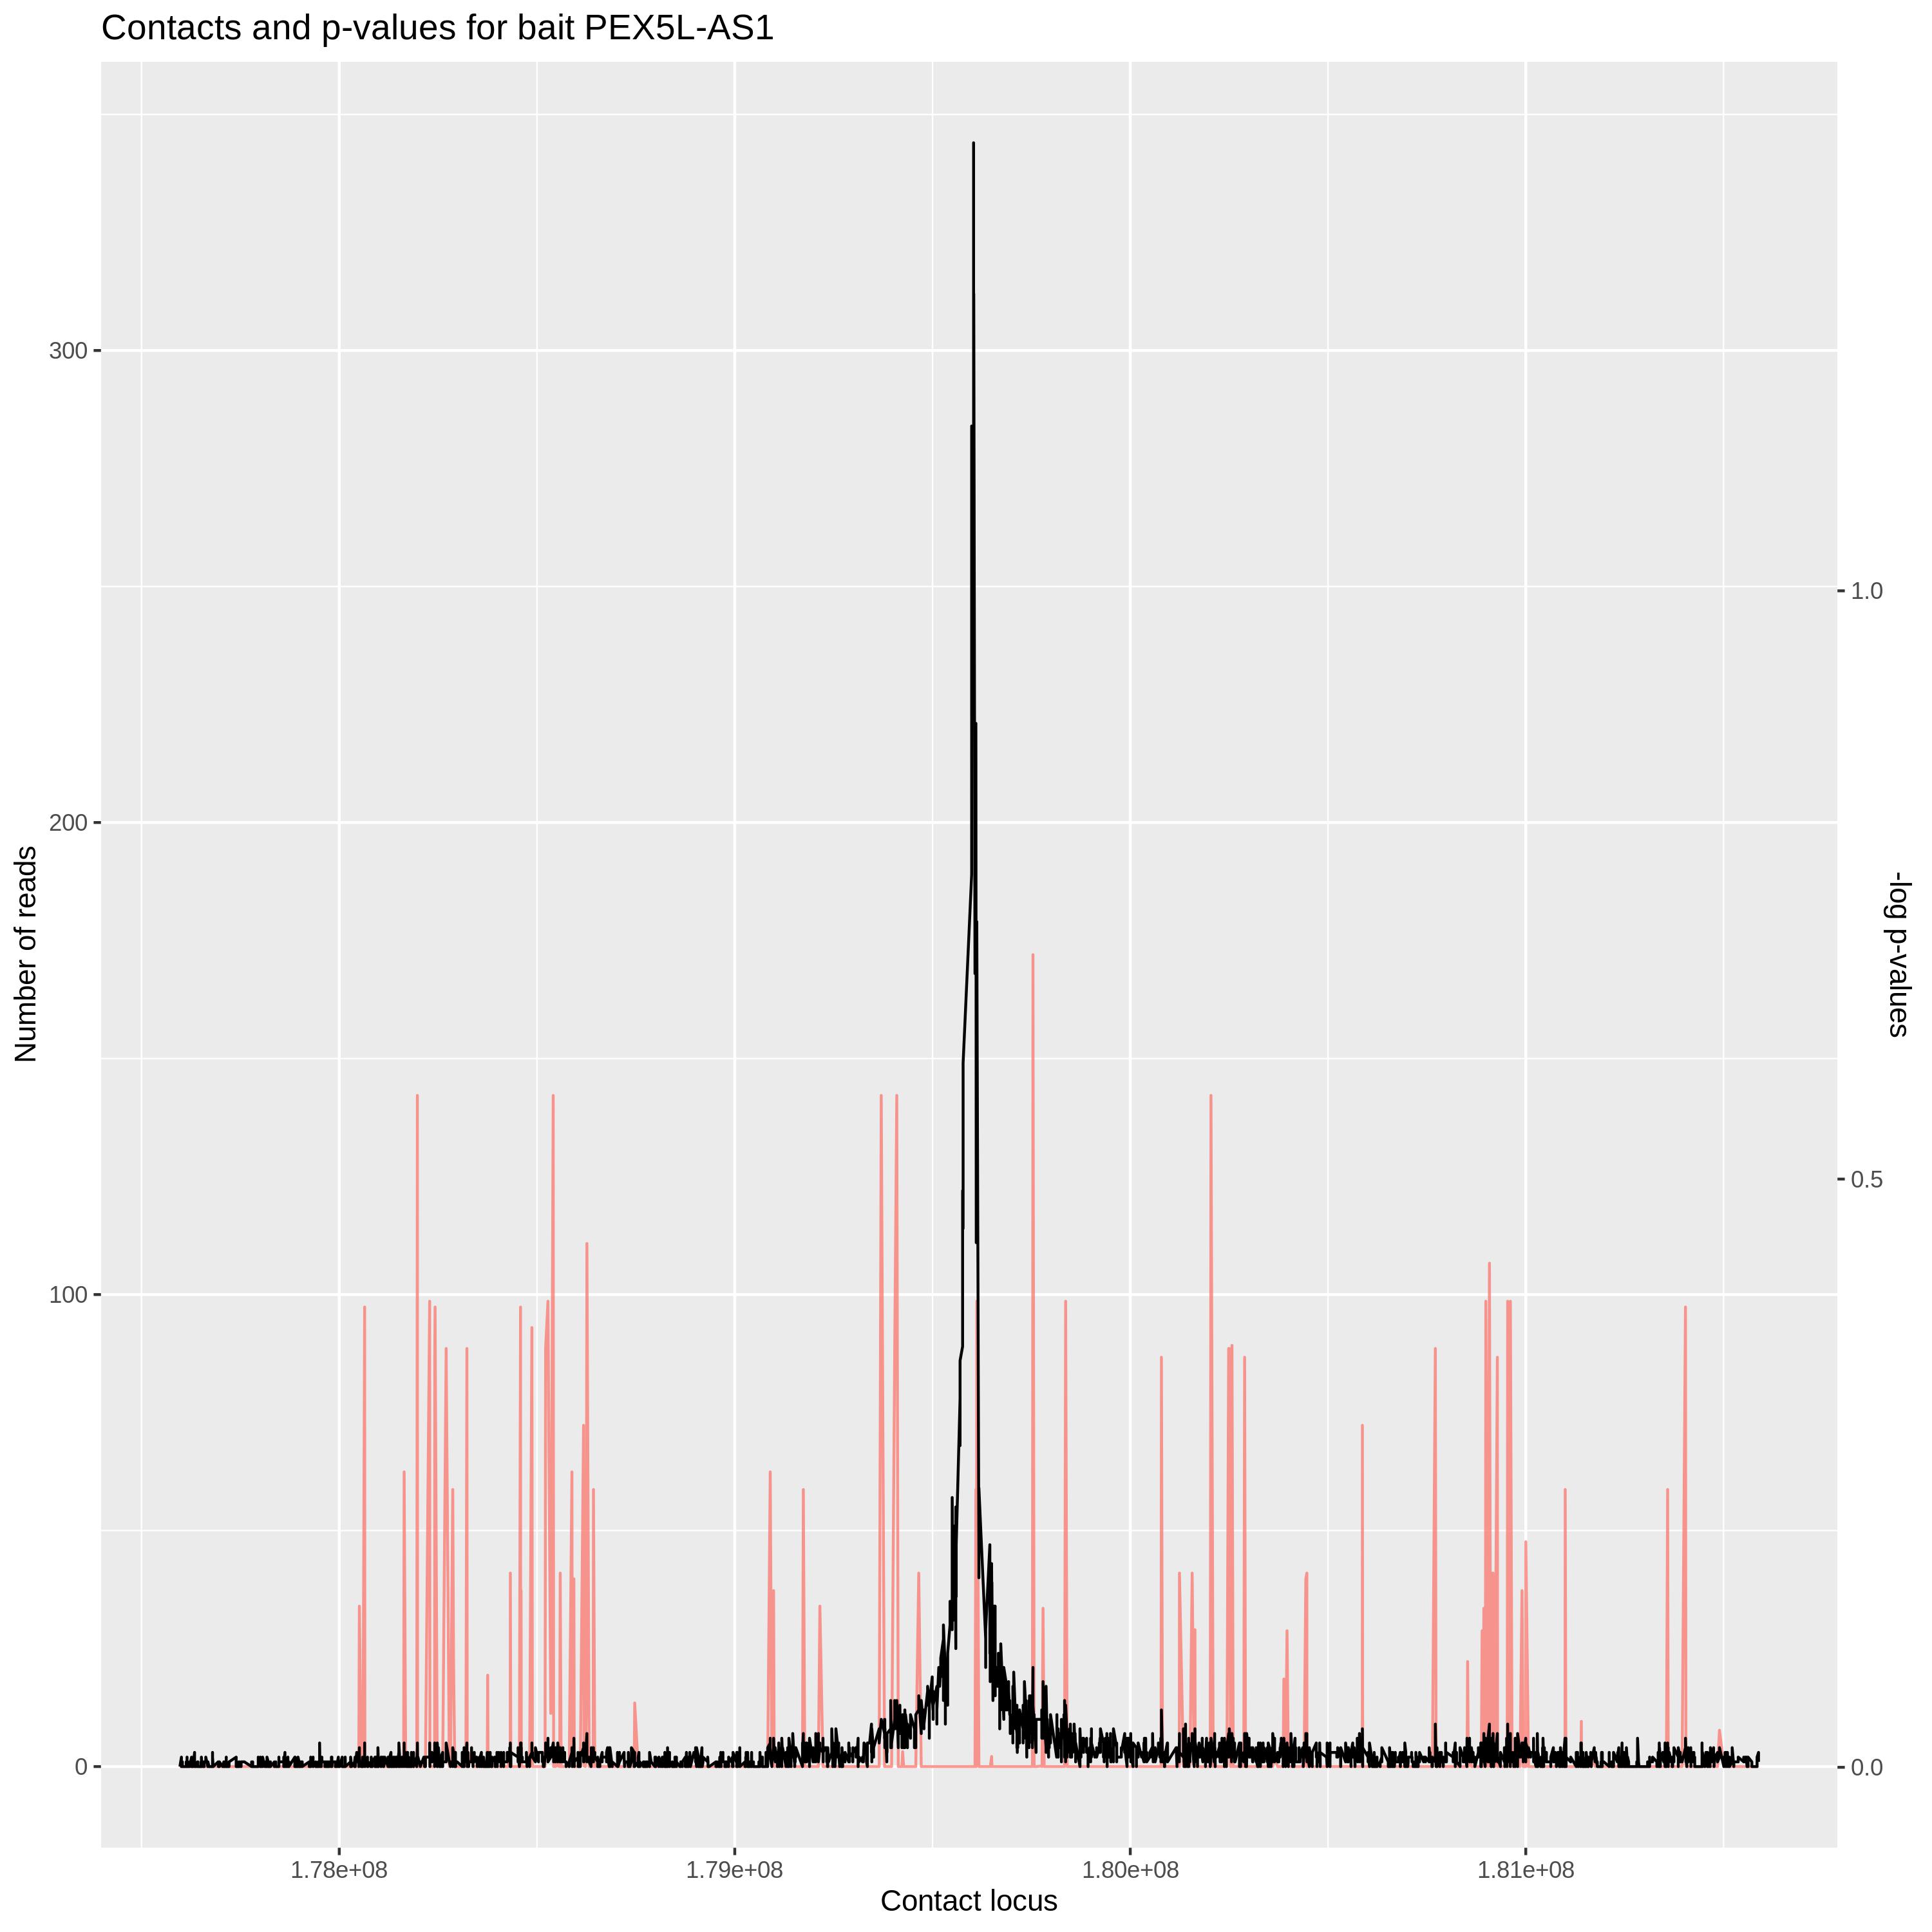 Contacts and p-values for bait PEX5L-AS1
300
200
100
0
Number of reads
1.0
0.5
0.0
-log p-values
1.78e+08
1.79e+08
1.80e+08
1.81e+08
Contact locus